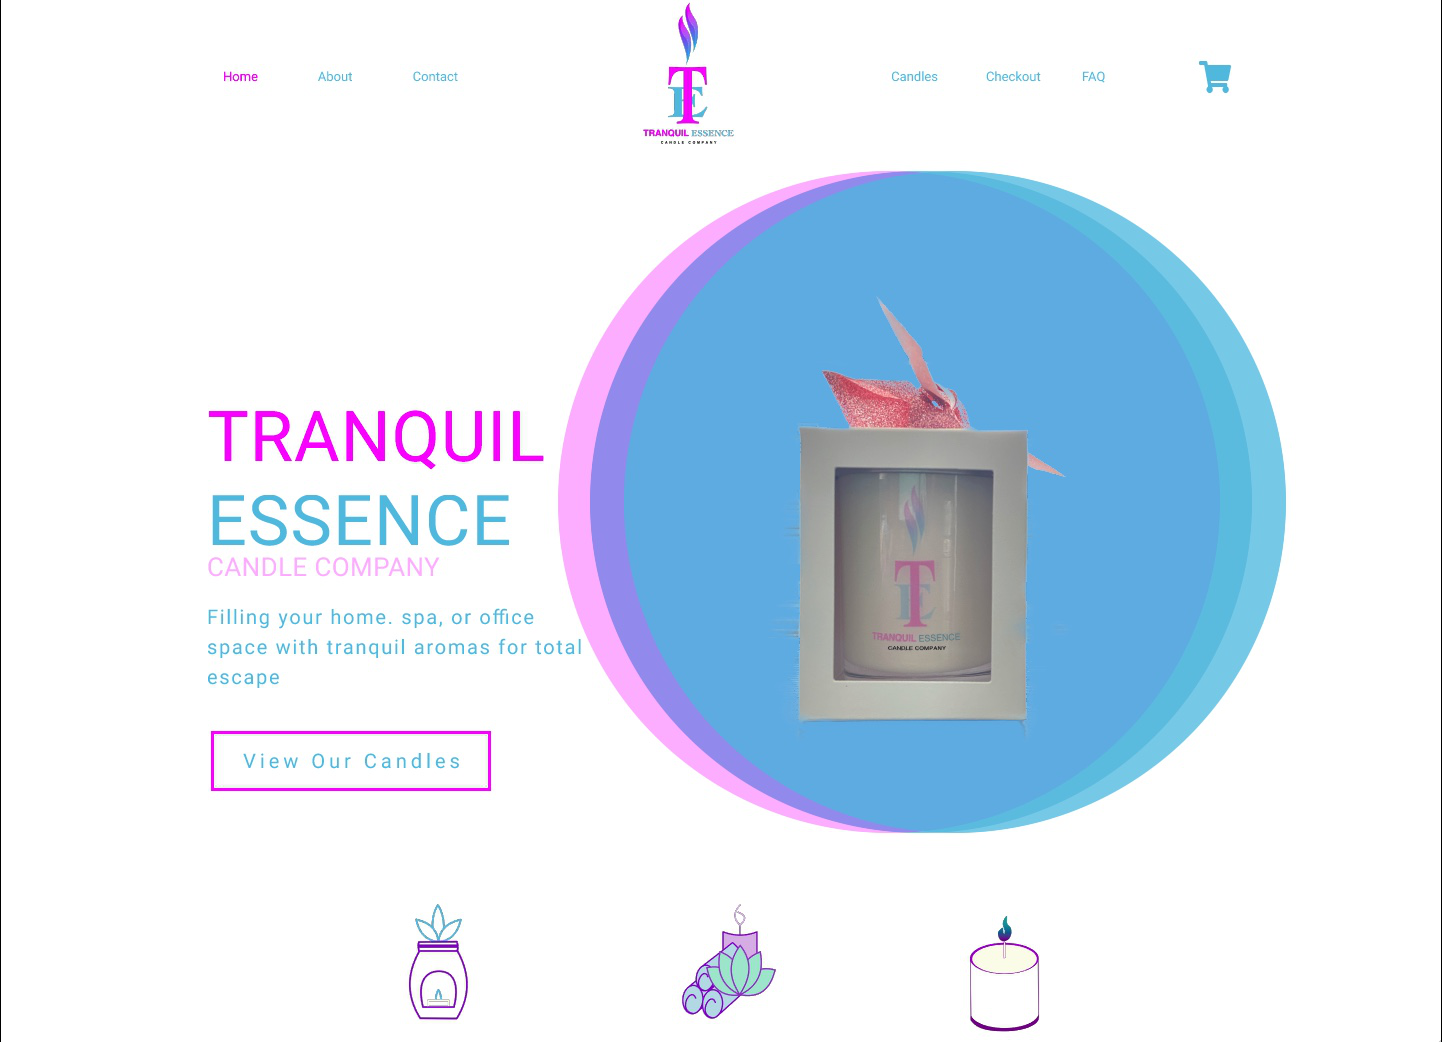 Home About Contact
TE
TRANQUIL ESSENCE
CANDLE COMPANY
Candles Checkout FAQ
TRANQUIL
ESSENCE
CANDLE COMPANY
Filling your home. spa, or office
space with tranquil aromas for total
escape
View Our Candles
TE
TRANQUIL ESSENCE
CANDLE COMPANY